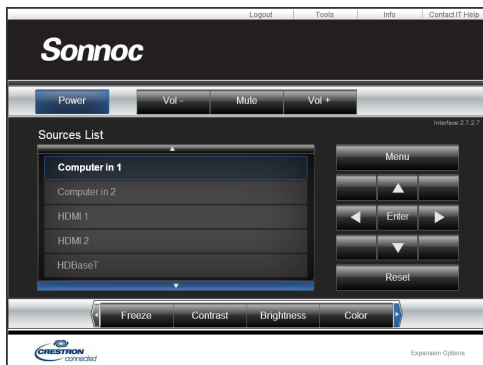 Logout Tools Info Contact IT Help
Sonnoc
Power Vol - Mute Vol +
Interface 2.7.2.7
Sources List
Computer in 1
Computer in 2
HDMI 1
HDMI 2
HDBaseT
Menu
Enter
Reset
Freeze Contrast Brightness Color
CRESTRON
connected
Expansion Options